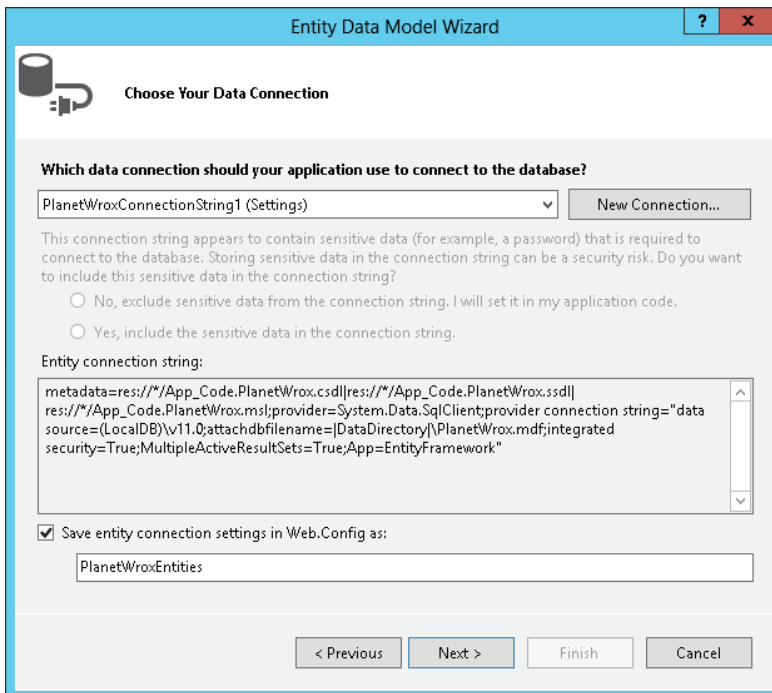 Entity Data Model Wizard
? x
Choose Your Data Connection
Which data connection should your application use to connect to the database?
PlanetWroxConnectionString1 (Settings)
New Connection...
This connection string appears to contain sensitive data (for example, a password) that is required to
connect to the database. Storing sensitive data in the connection string can be a security risk. Do you want
to include this sensitive data in the connection string?
No, exclude sensitive data from the connection string. I will set it in my application code.
Yes, include the sensitive data in the connection string.
Entity connection string:
metadata=res://*/App_Code.PlanetWrox.csdl|res://*/App_Code.PlanetWrox.ssdl|
res://*/App_Code.PlanetWrox.msl;provider=System.Data.SqlClient;provider connection string="data
source=(LocalDB)\v11.0;attachdbfilename=|DataDirectory|\PlanetWrox.mdf;integrated
security=True;MultipleActiveResultSets=True;App=EntityFramework"
Save entity connection settings in Web.Config as:
PlanetWroxEntities
< Previous
Next >
Finish
Cancel